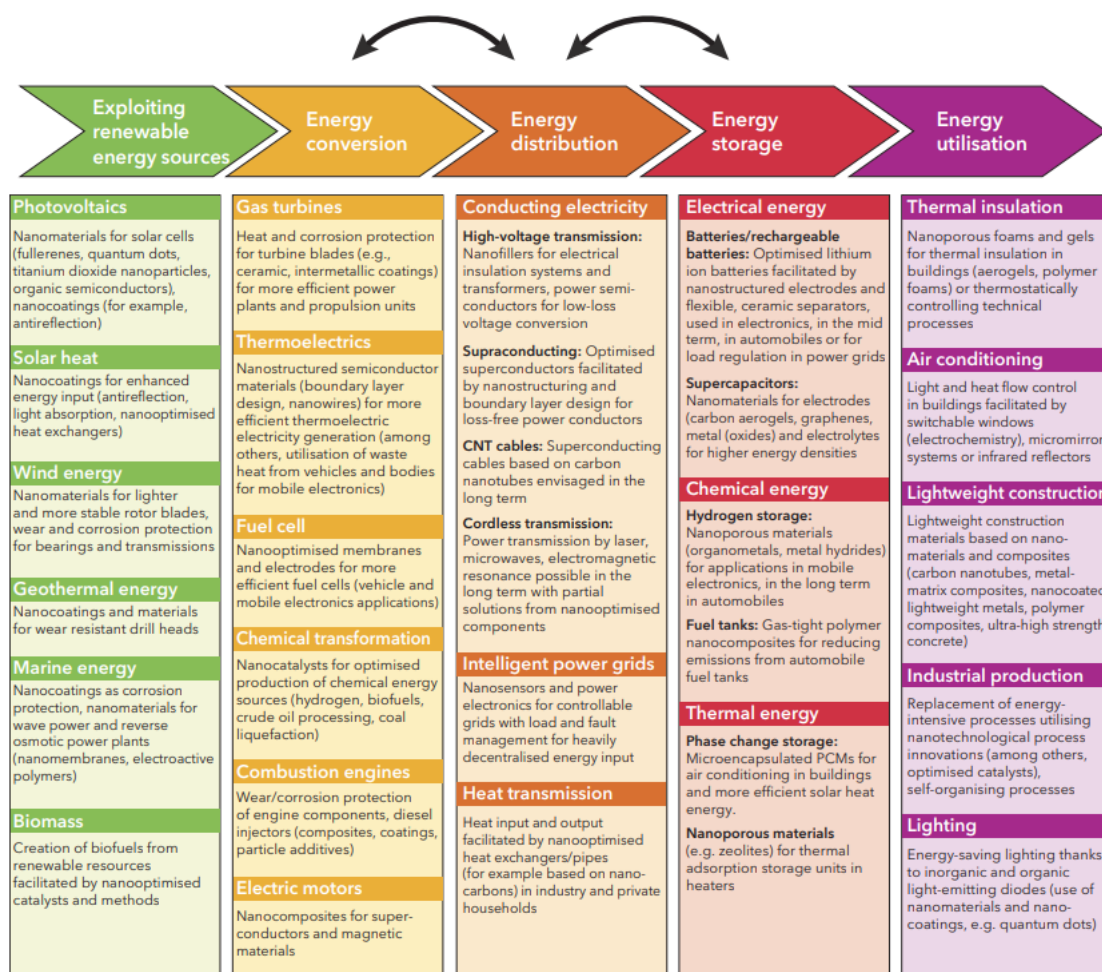 Exploiting
renewable
energy sources
Energy
conversion
Energy
distribution
Energy
storage
Energy
utilisation
Photovoltaics
Nanomaterials for solar cells
(fullerenes, quantum dots,
titanium dioxide nanoparticles,
organic semiconductors),
nanocoatings (for example,
antireflection)
Solar heat
Nanocoatings for enhanced
energy input (antireflection,
light absorption, nanooptimised
heat exchangers)
Wind energy
Nanomaterials for lighter
and more stable rotor blades,
wear and corrosion protection
for bearings and transmissions
Geothermal energy
Nanocoatings and materials
for wear resistant drill heads
Marine energy
Nanocoatings as corrosion
protection, nanomaterials for
wave power and reverse
osmotic power plants
(nanomembranes, electroactive
polymers)
Biomass
Creation of biofuels from
renewable resources
facilitated by nanooptimised
catalysts and methods
Gas turbines
Heat and corrosion protection
for turbine blades (e.g.,
ceramic, intermetallic coatings)
for more efficient power
plants and propulsion units
Thermoelectrics
Nanostructured semiconductor
materials (boundary layer
design, nanowires) for more
efficient thermoelectric
electricity generation (among
others, utilisation of waste
heat from vehicles and bodies
for mobile electronics)
Fuel cell
Nanooptimised membranes
and electrodes for more
efficient fuel cells (vehicle and
mobile electronics applications)
Chemical transformation
Nanocatalysts for optimised
production of chemical energy
sources (hydrogen, biofuels,
crude oil processing, coal
liquefaction)
Combustion engines
Wear/corrosion protection
of engine components, diesel
injectors (composites, coatings,
particle additives)
Electric motors
Nanocomposites for super-
conductors and magnetic
materials
Conducting electricity
High-voltage transmission:
Nanofillers for electrical
insulation systems and
transformers, power semi-
conductors for low-loss
voltage conversion
Supraconducting: Optimised
superconductors facilitated
by nanostructuring and
boundary layer design for
loss-free power conductors
CNT cables: Superconducting
cables based on carbon
nanotubes envisaged in the
long term
Cordless transmission:
Power transmission by laser,
microwaves, electromagnetic
resonance possible in the
long term with partial
solutions from nanooptimised
components
Intelligent power grids
Nanosensors and power
electronics for controllable
grids with load and fault
management for heavily
decentralised energy input
Heat transmission
Heat input and output
facilitated by nanooptimised
heat exchangers/pipes
(for example based on nano-
carbons) in industry and private
households
Electrical energy
Batteries/rechargeable
batteries: Optimised lithium
ion batteries facilitated by
nanostructured electrodes and
flexible, ceramic separators,
used in electronics, in the mid
term, in automobiles or for
load regulation in power grids
Supercapacitors:
Nanomaterials for electrodes
(carbon aerogels, graphenes,
metal (oxides) and electrolytes
for higher energy densities
Chemical energy
Hydrogen storage:
Nanoporous materials
(organometals, metal hydrides)
for applications in mobile
electronics, in the long term
in automobiles
Fuel tanks: Gas-tight polymer
nanocomposites for reducing
emissions from automobile
fuel tanks
Thermal energy
Phase change storage:
Microencapsulated PCMs for
air conditioning in buildings
and more efficient solar heat
energy.
Nanoporous materials
(e.g. zeolites) for thermal
adsorption storage units in
heaters
Thermal insulation
Nanoporous foams and gels
for thermal insulation in
buildings (aerogels, polymer
foams) or thermostatically
controlling technical
processes
Air conditioning
Light and heat flow control
in buildings facilitated by
switchable windows
(electrochemistry), micromirror
systems or infrared reflectors
Lightweight construction
Lightweight construction
materials based on nano-
materials and composites
(carbon nanotubes, metal-
matrix composites, nanocoated
lightweight metals, polymer
composites, ultra-high strength
concrete)
Industrial production
Replacement of energy-
intensive processes utilising
nanotechnological process
innovations (among others,
optimised catalysts),
self-organising processes
Lighting
Energy-saving lighting thanks
to inorganic and organic
light-emitting diodes (use of
nanomaterials and nano-
coatings, e.g. quantum dots)